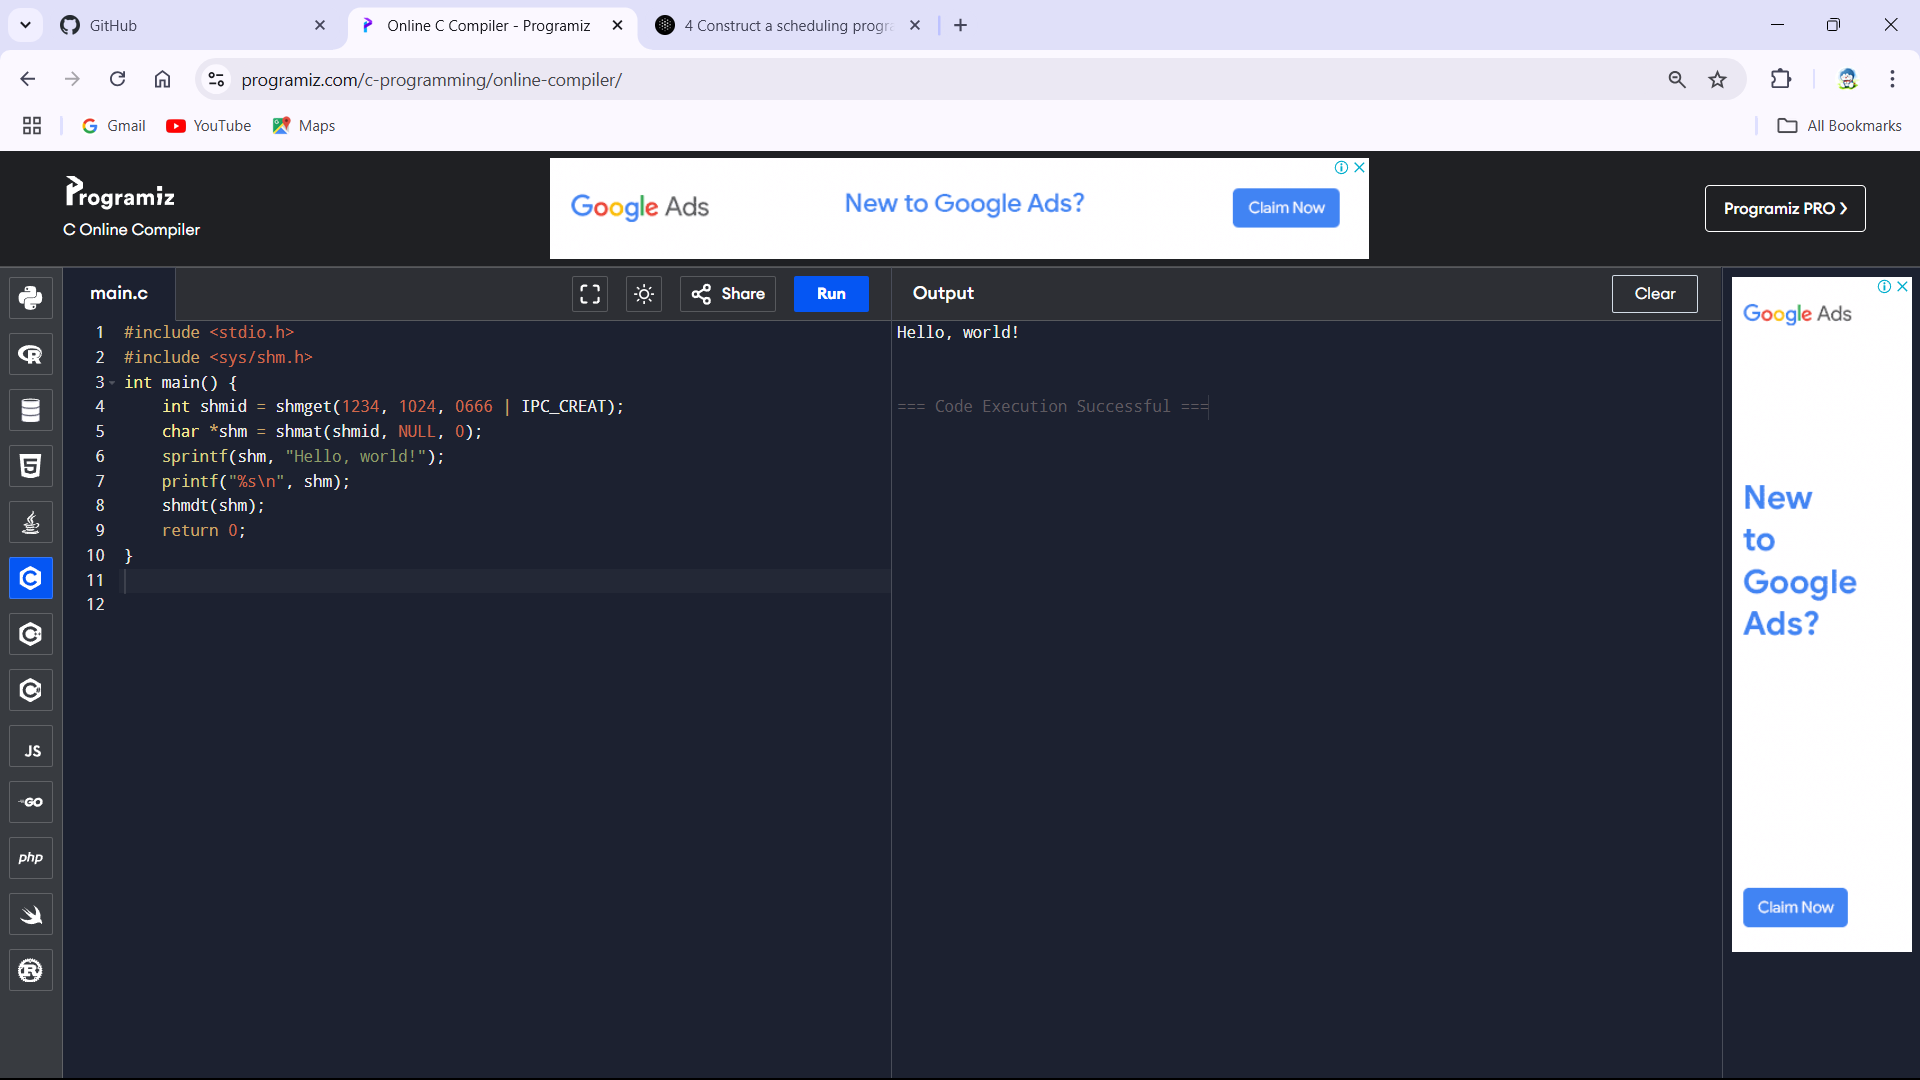 GitHub
Online C Compiler - Programiz
4 Construct a scheduling progra
programiz.com/c-programming/online-compiler/
Gmail
YouTube
Maps
All Bookmarks
Programiz
C Online Compiler
Google Ads
New to Google Ads?
Claim Now
Programiz PRO ❯
main.c
Share
Run
Output
Clear
1 #include <stdio.h>
2 #include <sys/shm.h>
3 int main() {
4     int shmid = shmget(1234, 1024, 0666 | IPC_CREAT);
5     char *shm = shmat(shmid, NULL, 0);
6     sprintf(shm, "Hello, world!");
7     printf("%s\n", shm);
8     shmdt(shm);
9     return 0;
10 }
11
12
Hello, world!
=== Code Execution Successful ===
JS
GO
php
Google Ads
New
to
Google
Ads?
Claim Now